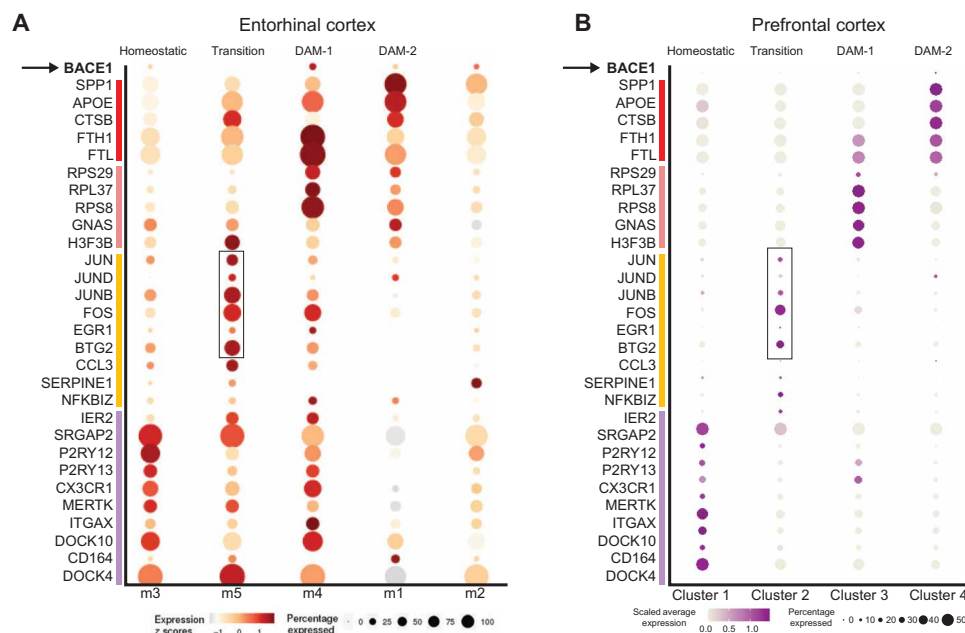 A
Entorhinal cortex
Homeostatic Transition DAM-1 DAM-2
BACE1
SPP1
APOE
CTSB
FTH1
FTL
RPS29
RPL37
RPS8
GNAS
H3F3B
JUN
JUND
JUNB
FOS
EGR1
BTG2
CCL3
SERPINE1
NFKBIZ
IER2
SRGAP2
P2RY12
P2RY13
CX3CR1
MERTK
ITGAX
DOCK10
CD164
DOCK4
m3 m5 m4 m1 m2
Expression
z scores
−1 0 1
Percentage
expressed
0 25 50 75 100
B
Prefrontal cortex
Homeostatic Transition DAM-1 DAM-2
BACE1
SPP1
APOE
CTSB
FTH1
FTL
RPS29
RPL37
RPS8
GNAS
H3F3B
JUN
JUND
JUNB
FOS
EGR1
BTG2
CCL3
SERPINE1
NFKBIZ
IER2
SRGAP2
P2RY12
P2RY13
CX3CR1
MERTK
ITGAX
DOCK10
CD164
DOCK4
Cluster 1 Cluster 2 Cluster 3 Cluster 4
Scaled average
expression
0.0 1.0
Percentage
expressed
0 10 20 30 40 50